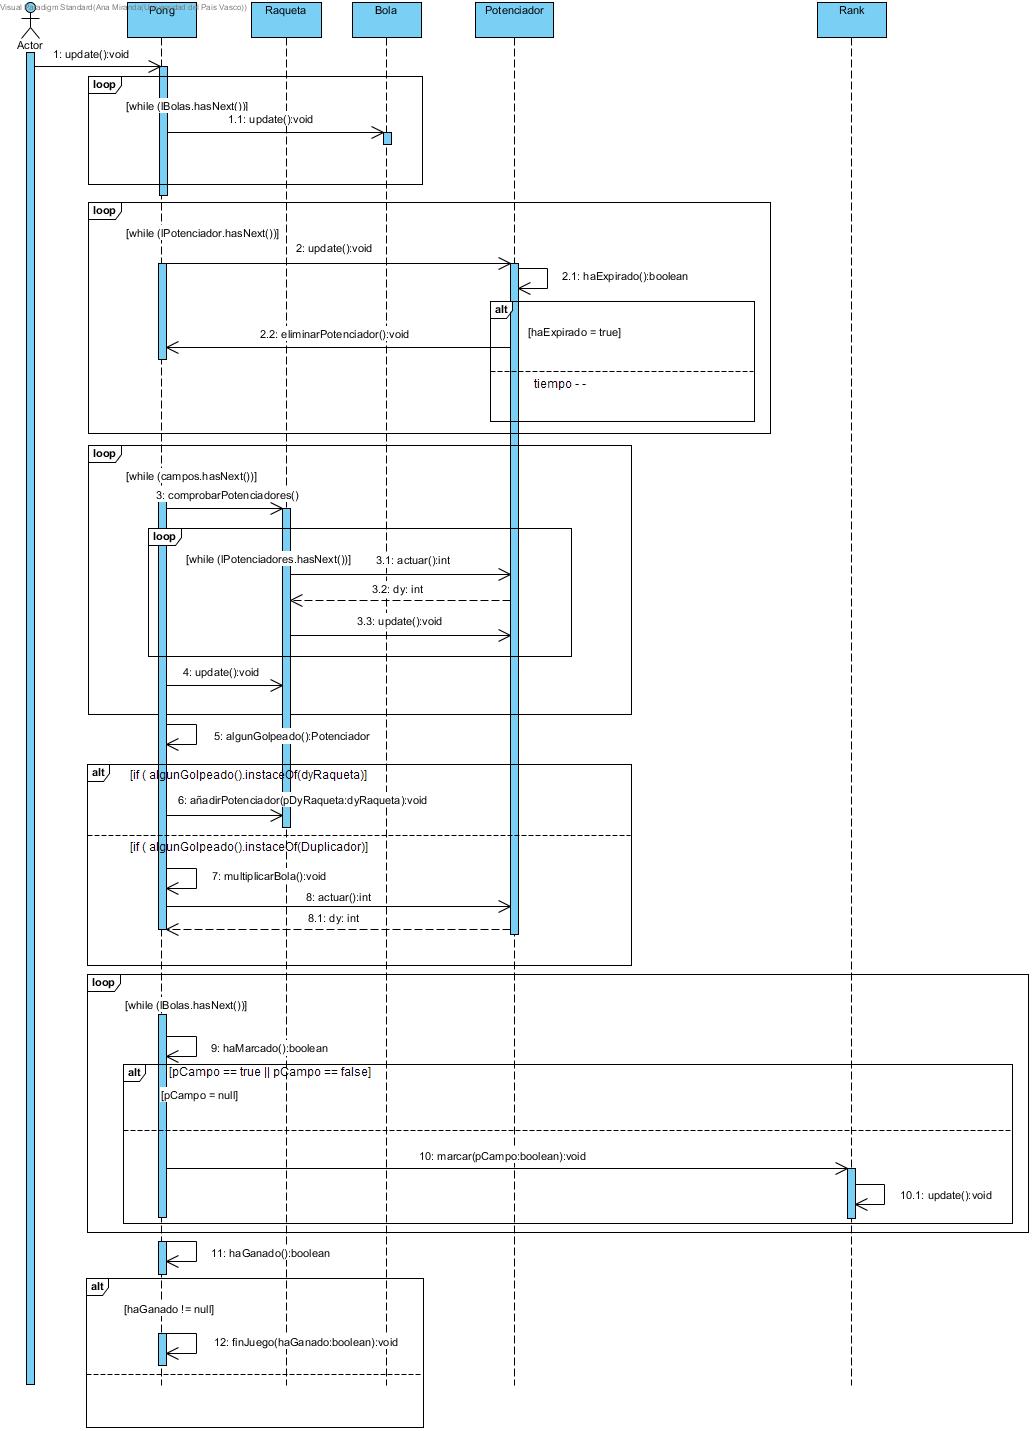 Visual Paradigm Standard(Ana Miranda(Universidad del Pais Vasco))
Pong
Raqueta
Bola
Potenciador
Rank
Actor
1: update():void
loop
[while (lBolas.hasNext())]
1.1: update():void
loop
[while (lPotenciador.hasNext())]
2: update():void
2.1: haExpirado():boolean
alt
[haExpirado = true]
2.2: eliminarPotenciador():void
tiempo - -
loop
[while (campos.hasNext())]
3: comprobarPotenciadores()
loop
[while (lPotenciadores.hasNext())]
3.1: actuar():int
3.2: dy: int
3.3: update():void
4: update():void
5: algunGolpeado():Potenciador
alt
[if ( algunGolpeado().instaceOf(dyRaqueta)]
6: añadirPotenciador(pDyRaqueta:dyRaqueta):void
[if ( algunGolpeado().instaceOf(Duplicador)]
7: multiplicarBola():void
8: actuar():int
8.1: dy: int
loop
[while (lBolas.hasNext())]
9: haMarcado():boolean
alt
[pCampo == true || pCampo == false]
[pCampo = null]
10: marcar(pCampo:boolean):void
10.1: update():void
11: haGanado():boolean
alt
[haGanado != null]
12: finJuego(haGanado:boolean):void